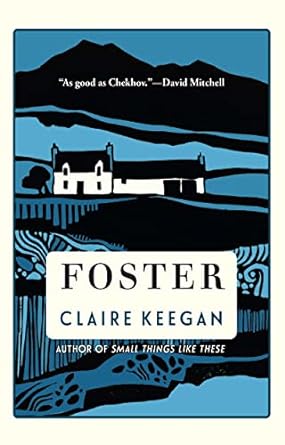 “As good as Chekhov.”—David Mitchell
FOSTER
CLAIRE KEEGAN
AUTHOR OF SMALL THINGS LIKE THESE